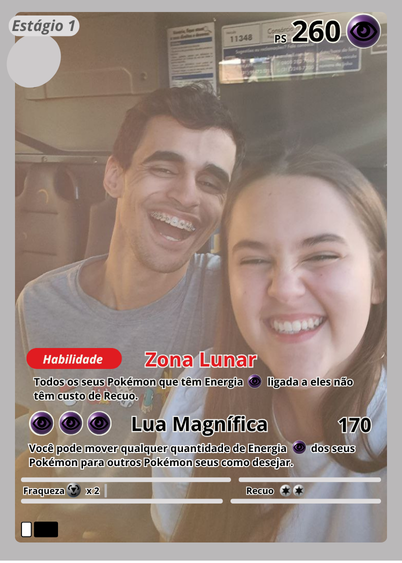 Estágio 1
PS 260
11348
Habilidade Zona Lunar
Todos os seus Pokémon que têm Energia ligada a eles não
têm custo de Recuo.
Lua Magnífica 170
Você pode mover qualquer quantidade de Energia dos seus
Pokémon para outros Pokémon seus como desejar.
Fraqueza x 2 Recuo